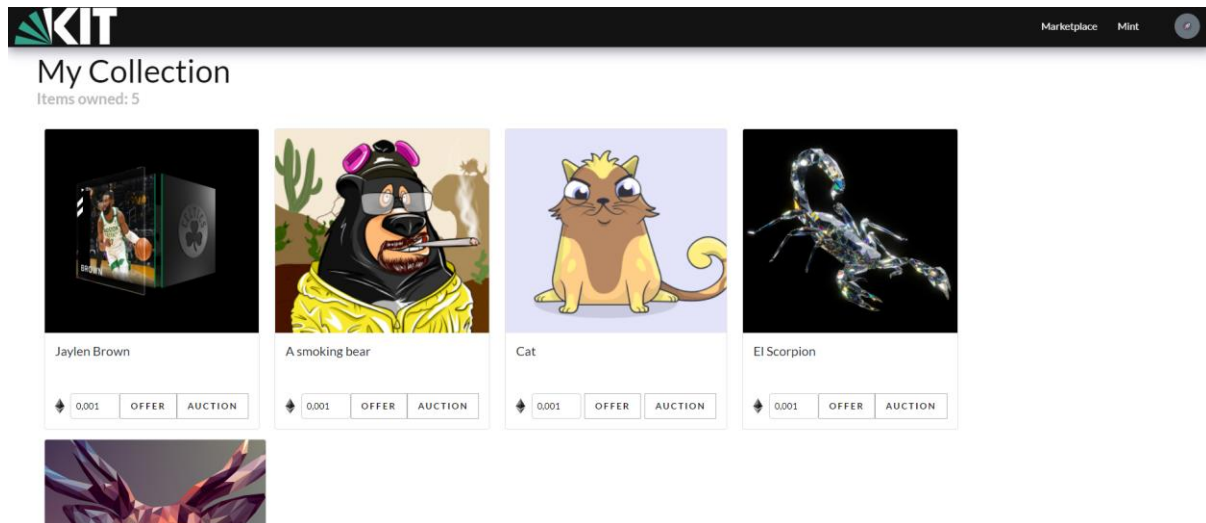 KIT
Marketplace Mint
My Collection
Items owned: 5
BROWN
Jaylen Brown
A smoking bear
Cat
El Scorpion
0,001 OFFER AUCTION
0,001 OFFER AUCTION
0,001 OFFER AUCTION
0,001 OFFER AUCTION